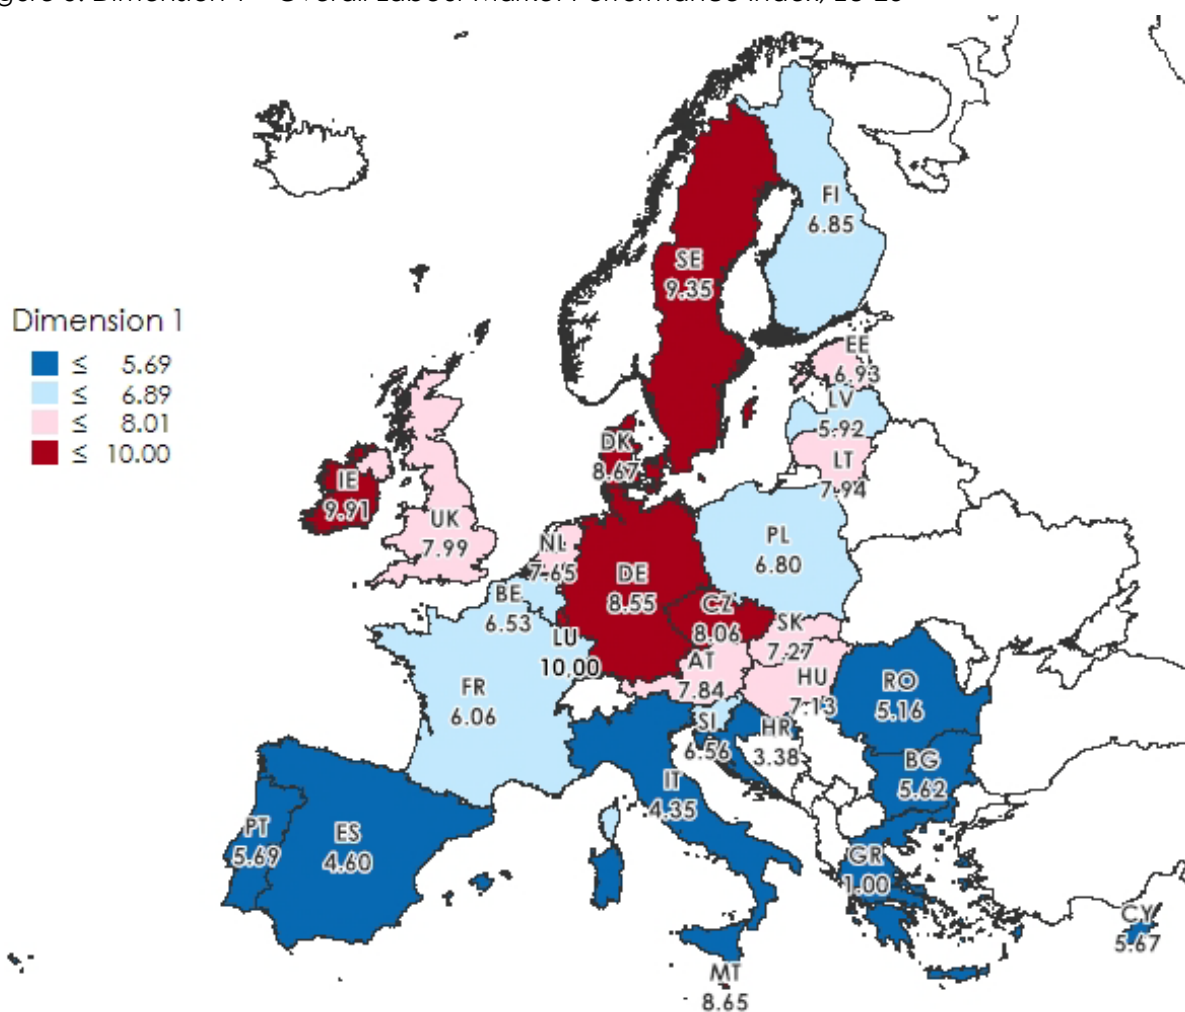 FI
6.85
SE
9.35
Dimension 1
≤ 5.69
≤ 6.89
≤ 8.01
≤ 10.00
EE
6.93
LV
5.92
LT
7.94
DK
8.67
IE
9.91
UK
7.99
NL
7.65
DE
8.55
PL
6.80
BE
6.53
CZ
8.06
SK
7.27
LU
10.00
AT
7.84
HU
7.13
RO
5.16
FR
6.06
SI
6.56
HR
3.38
BG
5.62
IT
4.35
PT
5.69
ES
4.60
GR
1.00
CY
5.67
MT
8.65